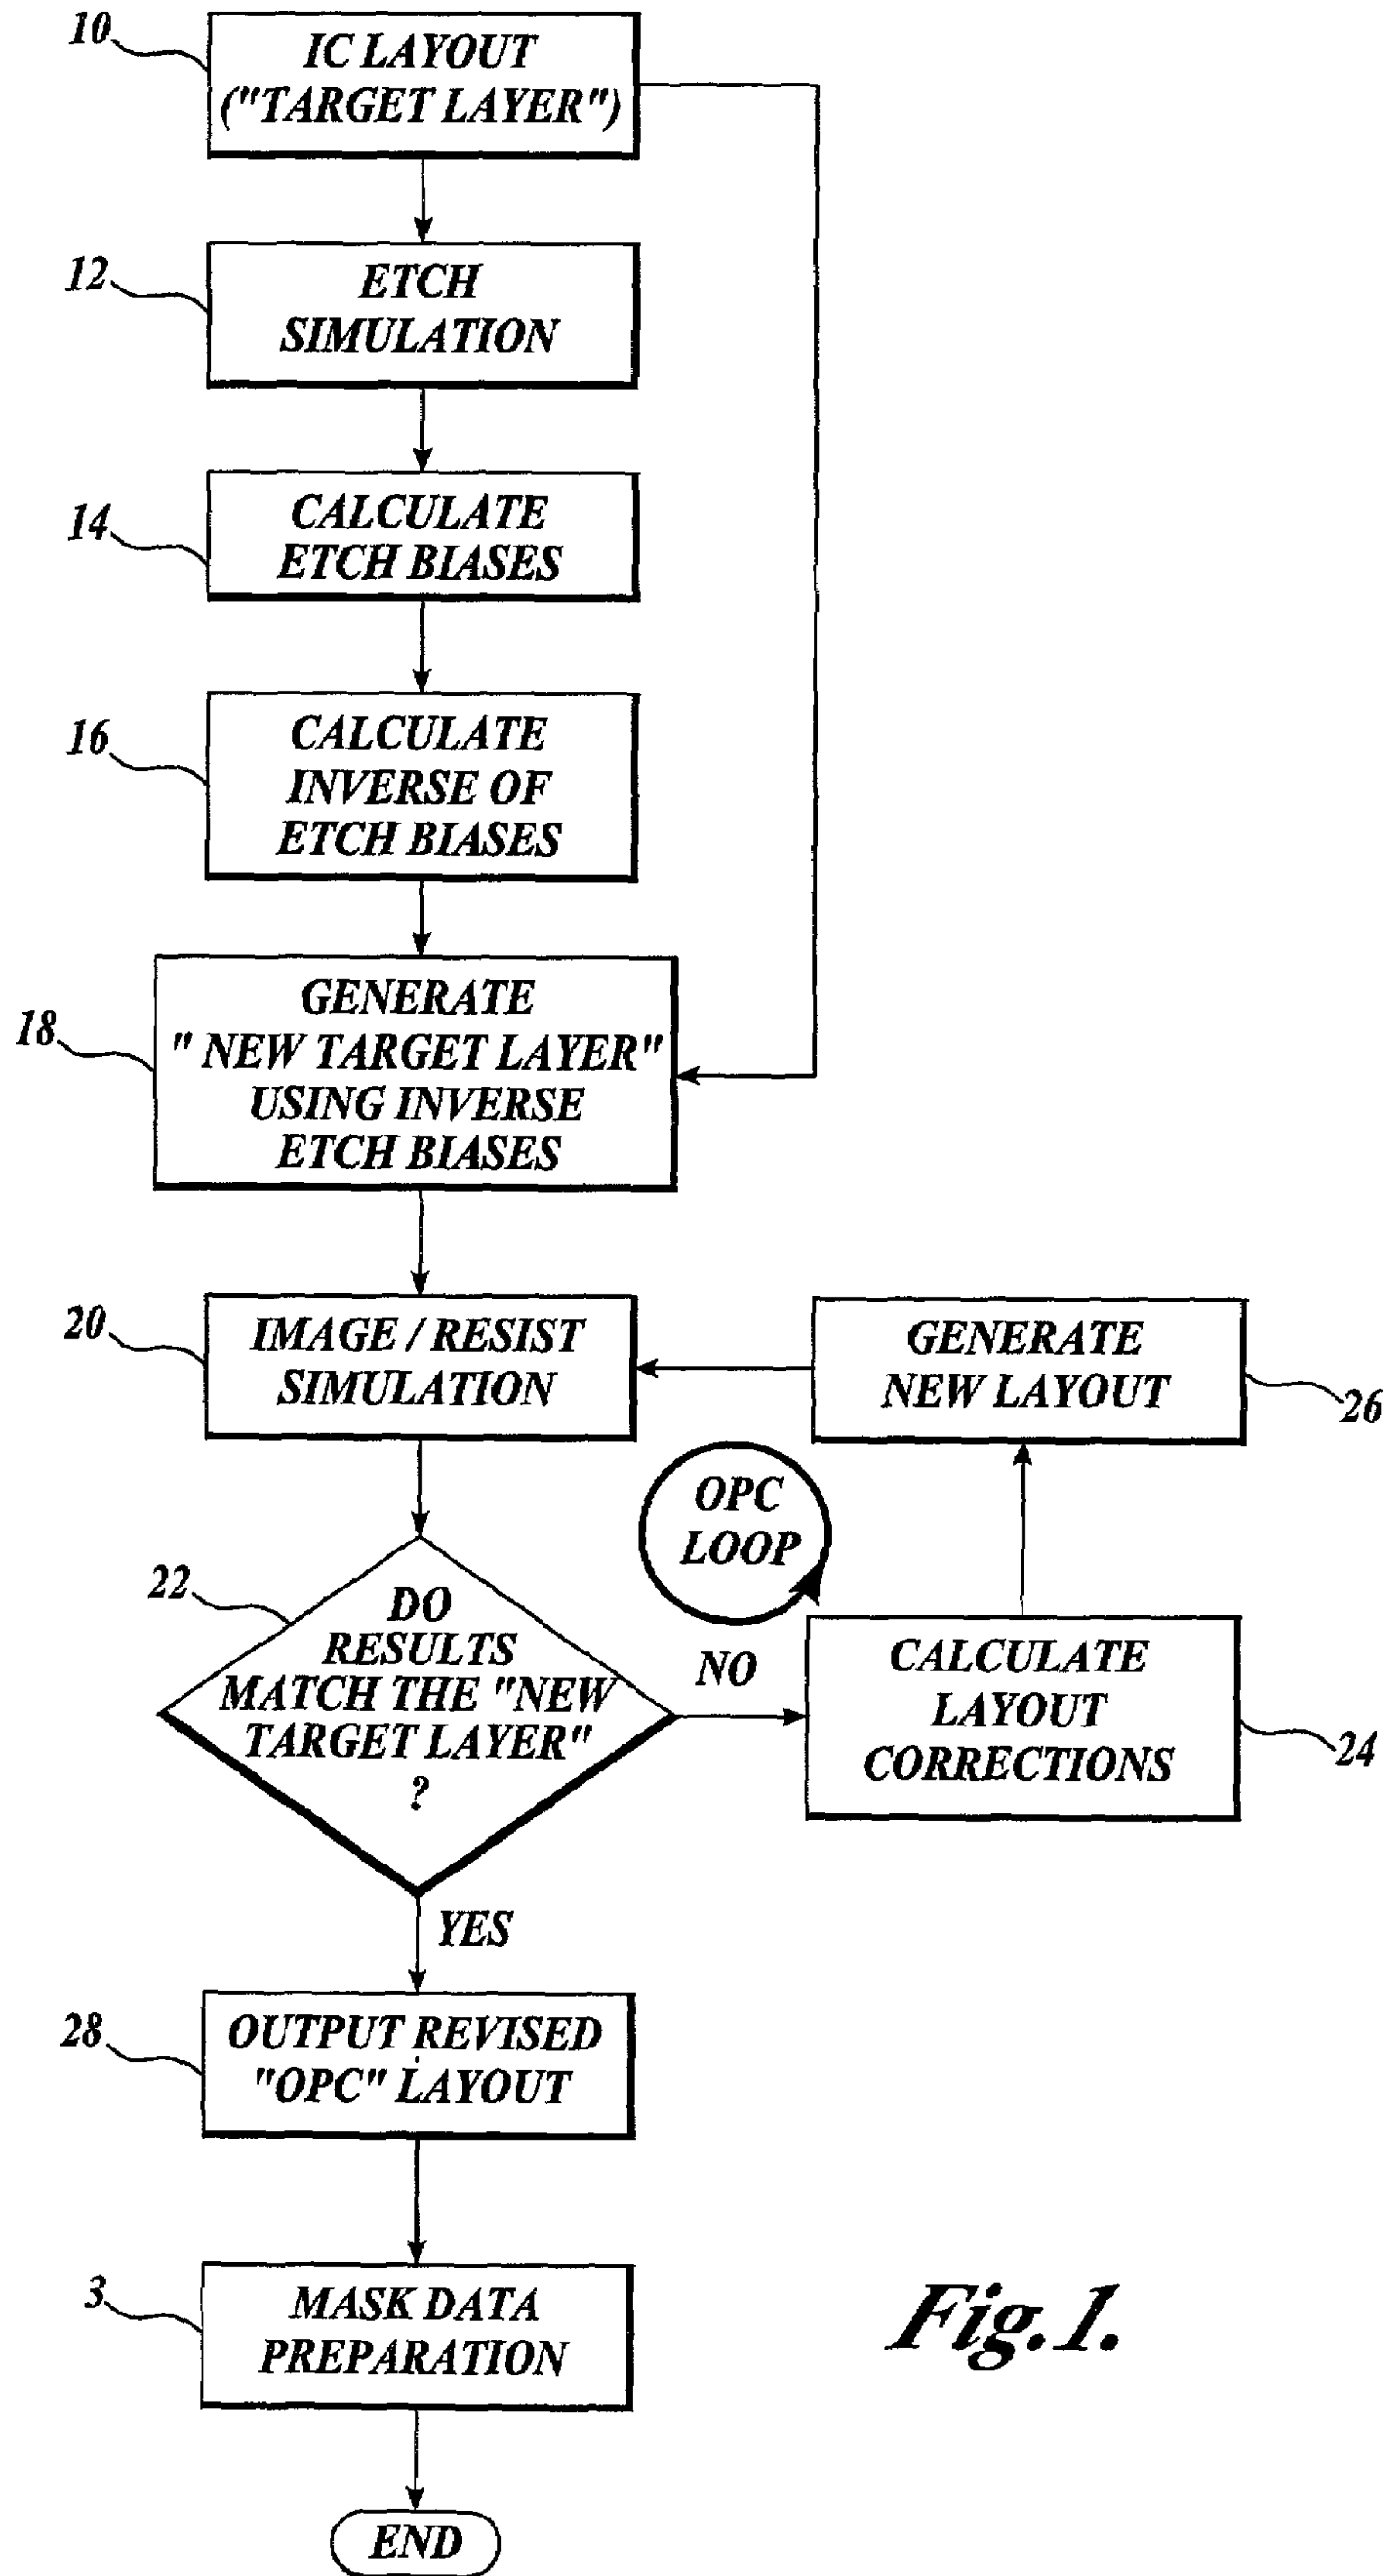 10
IC LAYOUT
("TARGET LAYER")
12
ETCH
SIMULATION
14
CALCULATE
ETCH BIASES
16
CALCULATE
INVERSE OF
ETCH BIASES
18
GENERATE
" NEW TARGET LAYER"
USING INVERSE
ETCH BIASES
20
IMAGE / RESIST
SIMULATION
GENERATE
NEW LAYOUT
26
OPC
LOOP
22
DO
RESULTS
MATCH THE "NEW
TARGET LAYER"
?
NO
CALCULATE
LAYOUT
CORRECTIONS
24
YES
28
OUTPUT REVISED
"OPC" LAYOUT
3
MASK DATA
PREPARATION
Fig.1.
END